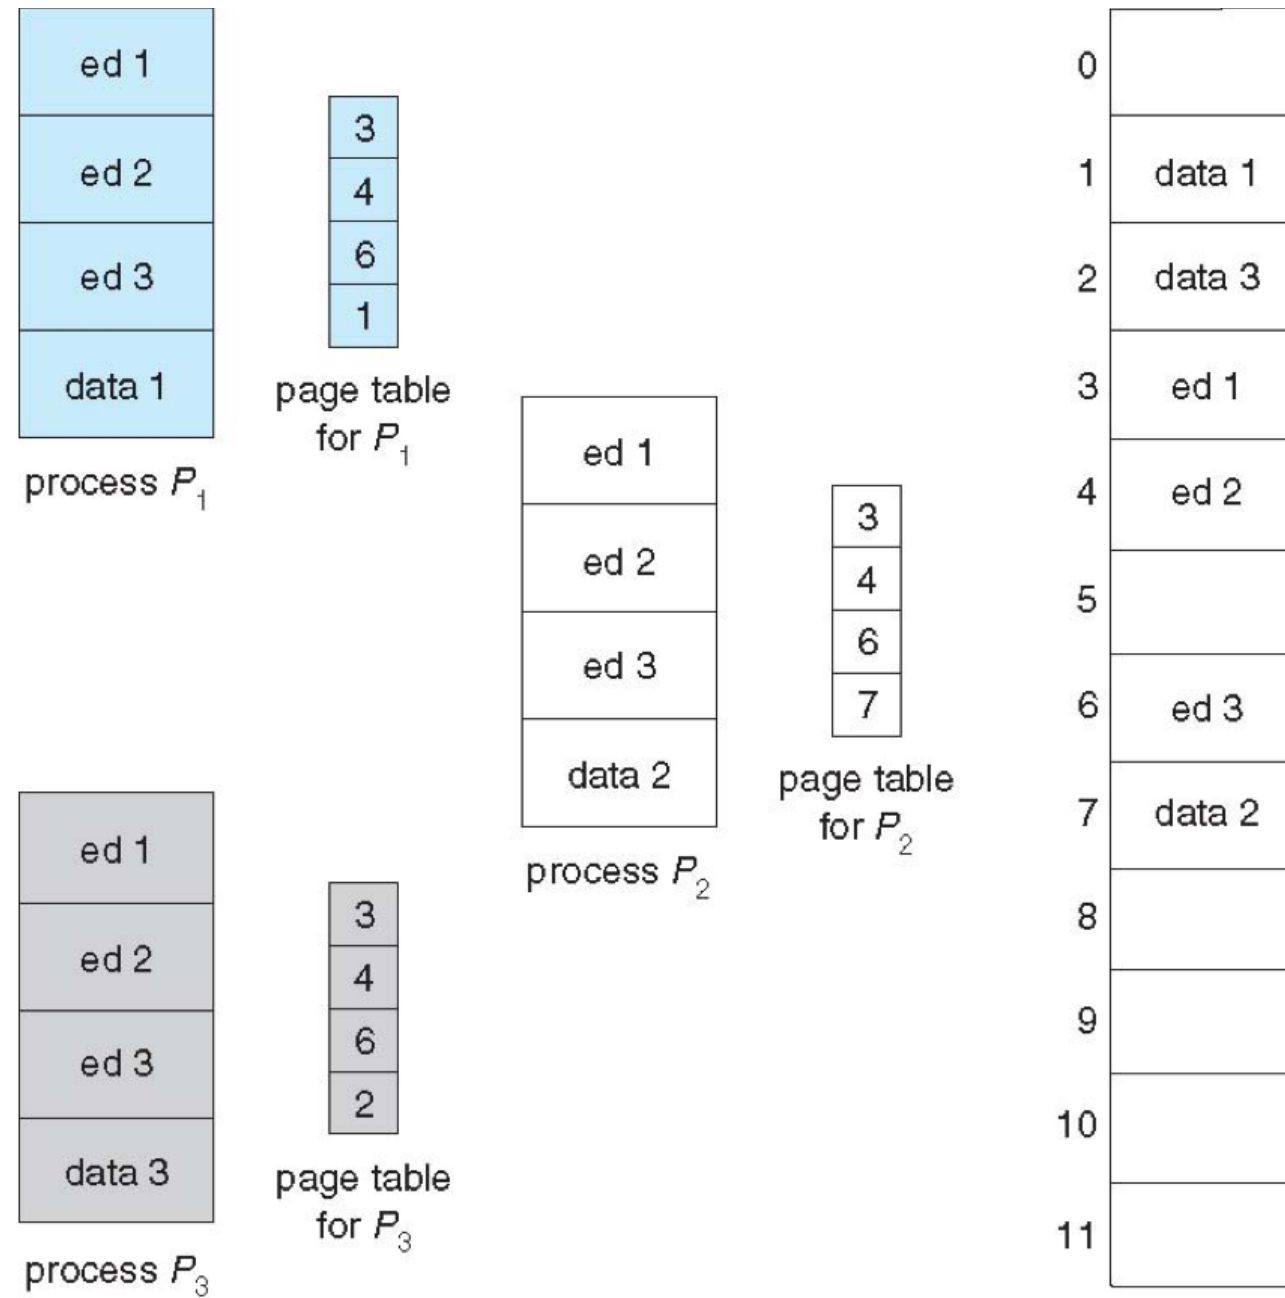 ed 1
ed 2
ed 3
data 1
process P1
3
4
6
1
page table
for P1
ed 1
ed 2
ed 3
data 2
process P2
3
4
6
7
page table
for P2
ed 1
ed 2
ed 3
data 3
process P3
3
4
6
2
page table
for P3
0
1 data 1
2 data 3
3 ed 1
4 ed 2
5
6 ed 3
7 data 2
8
9
10
11